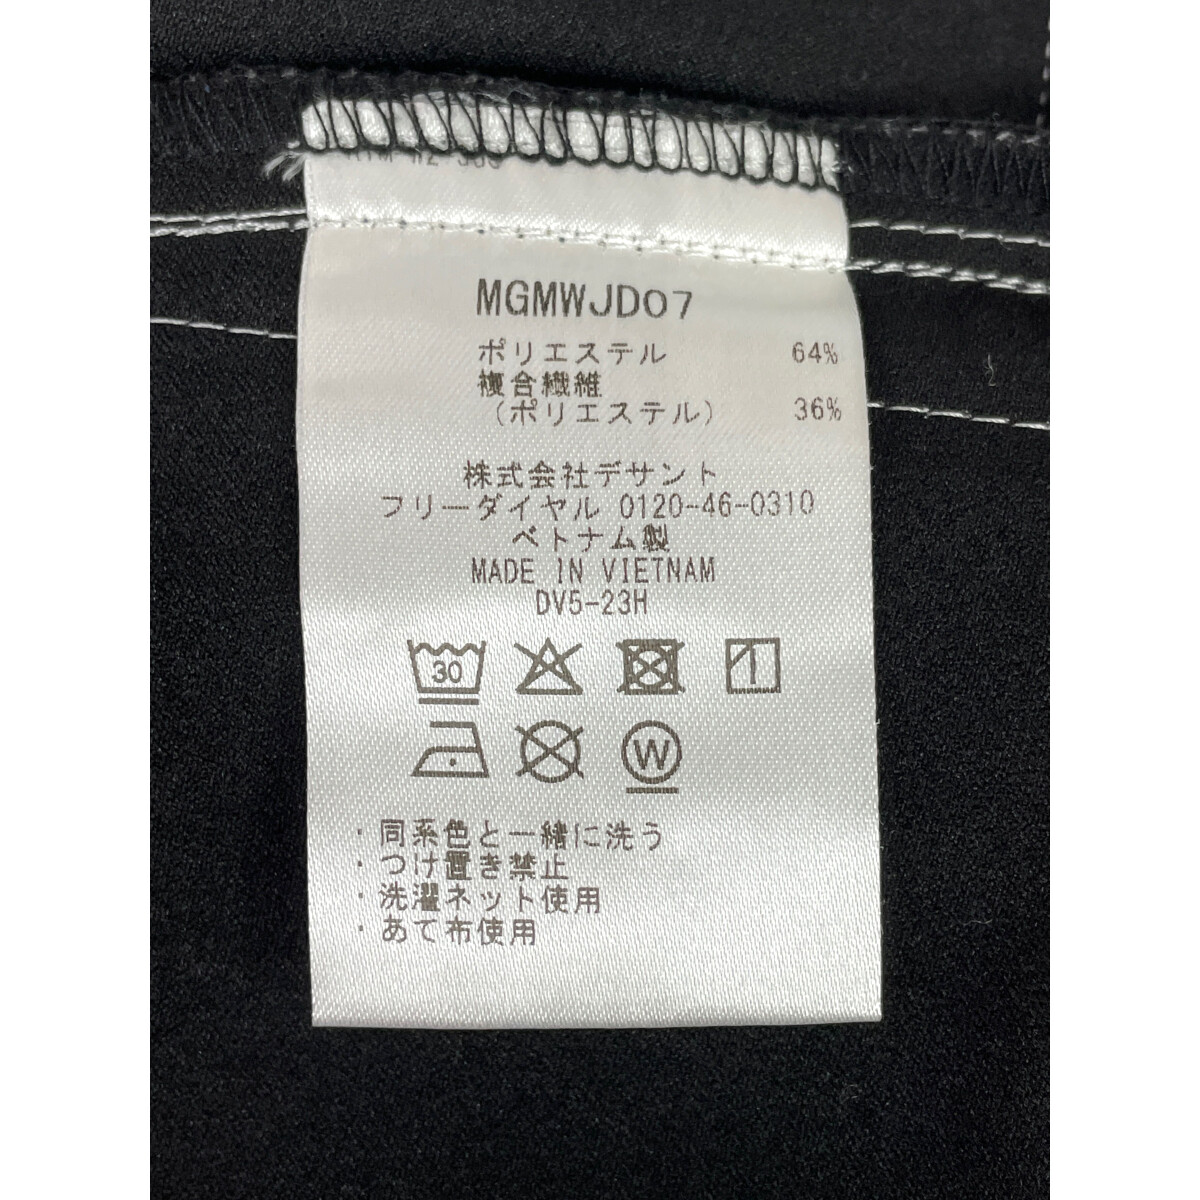 MGMWJD07
ポリエステル 64%
複合繊維
(ポリエステル) 36%
株式会社デサント
フリーダイヤル 0120-46-0310
ベトナム製
MADE IN VIETNAM
DV5-23H
30
W
・同系色と一緒に洗う
・つけ置き禁止
・洗濯ネット使用
・あて布使用